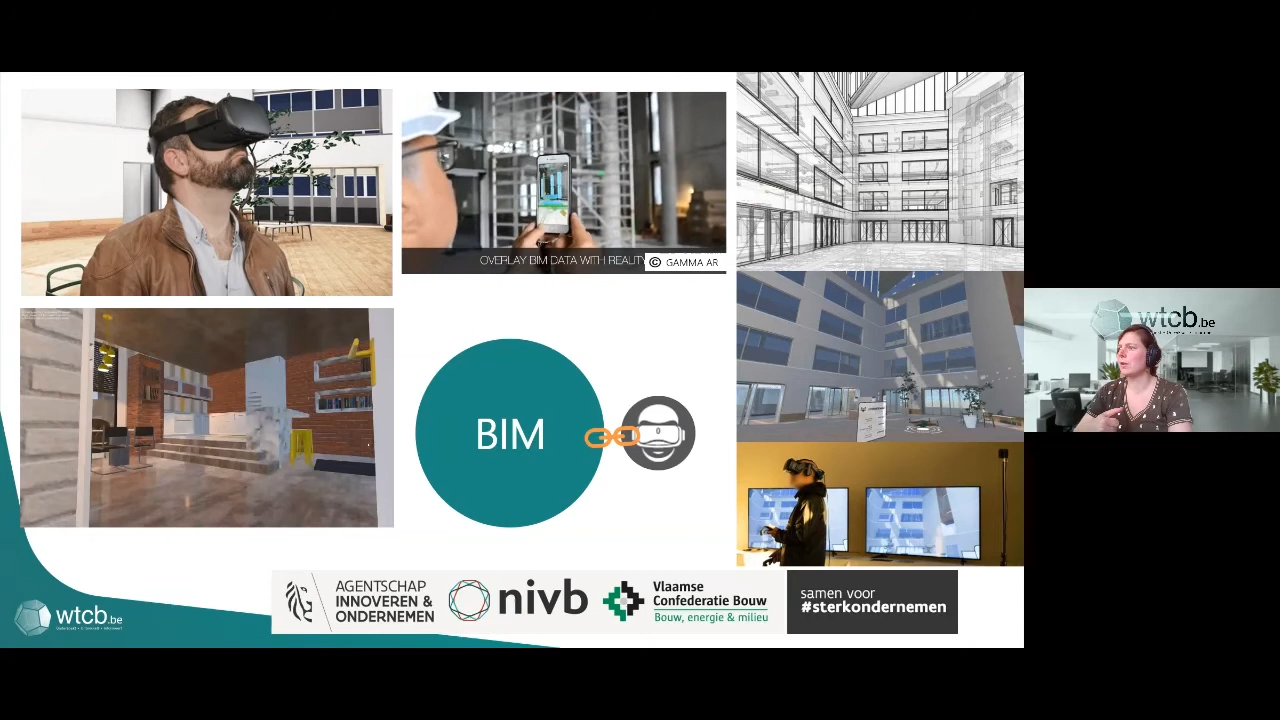 OVERLAY BIM DATA WITH REALITY
© GAMMA AR
BIM
wtcb.be
wtcb.be
AGENTSCHAP
INNOVEREN &
ONDERNEMEN
nivb
Vlaamse
Confederatie Bouw
Bouw, energie & milieu
samen voor
#sterkondernemen